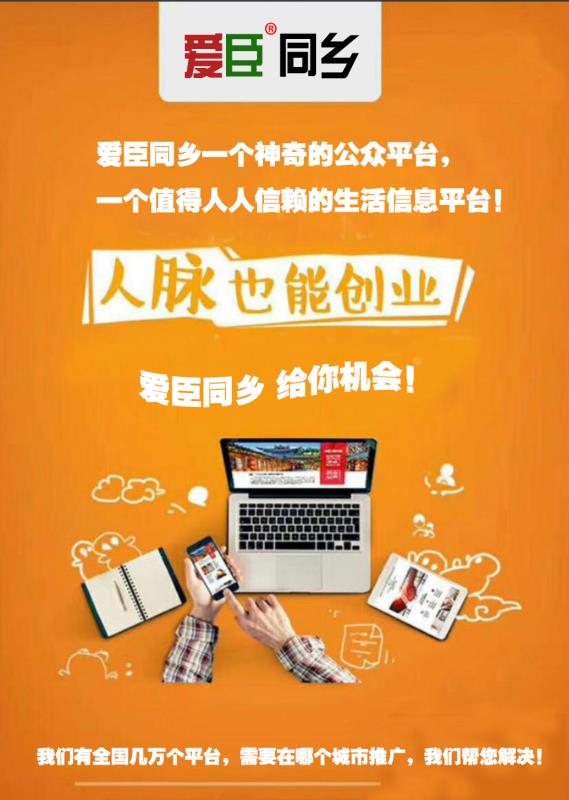 爱臣®同乡
爱臣同乡一个神奇的公众平台，
一个值得人人信赖的生活信息平台！
人脉也能创业
爱臣同乡 给你机会！
我们有全国几万个平台，需要在哪个城市推广，我们帮您解决！